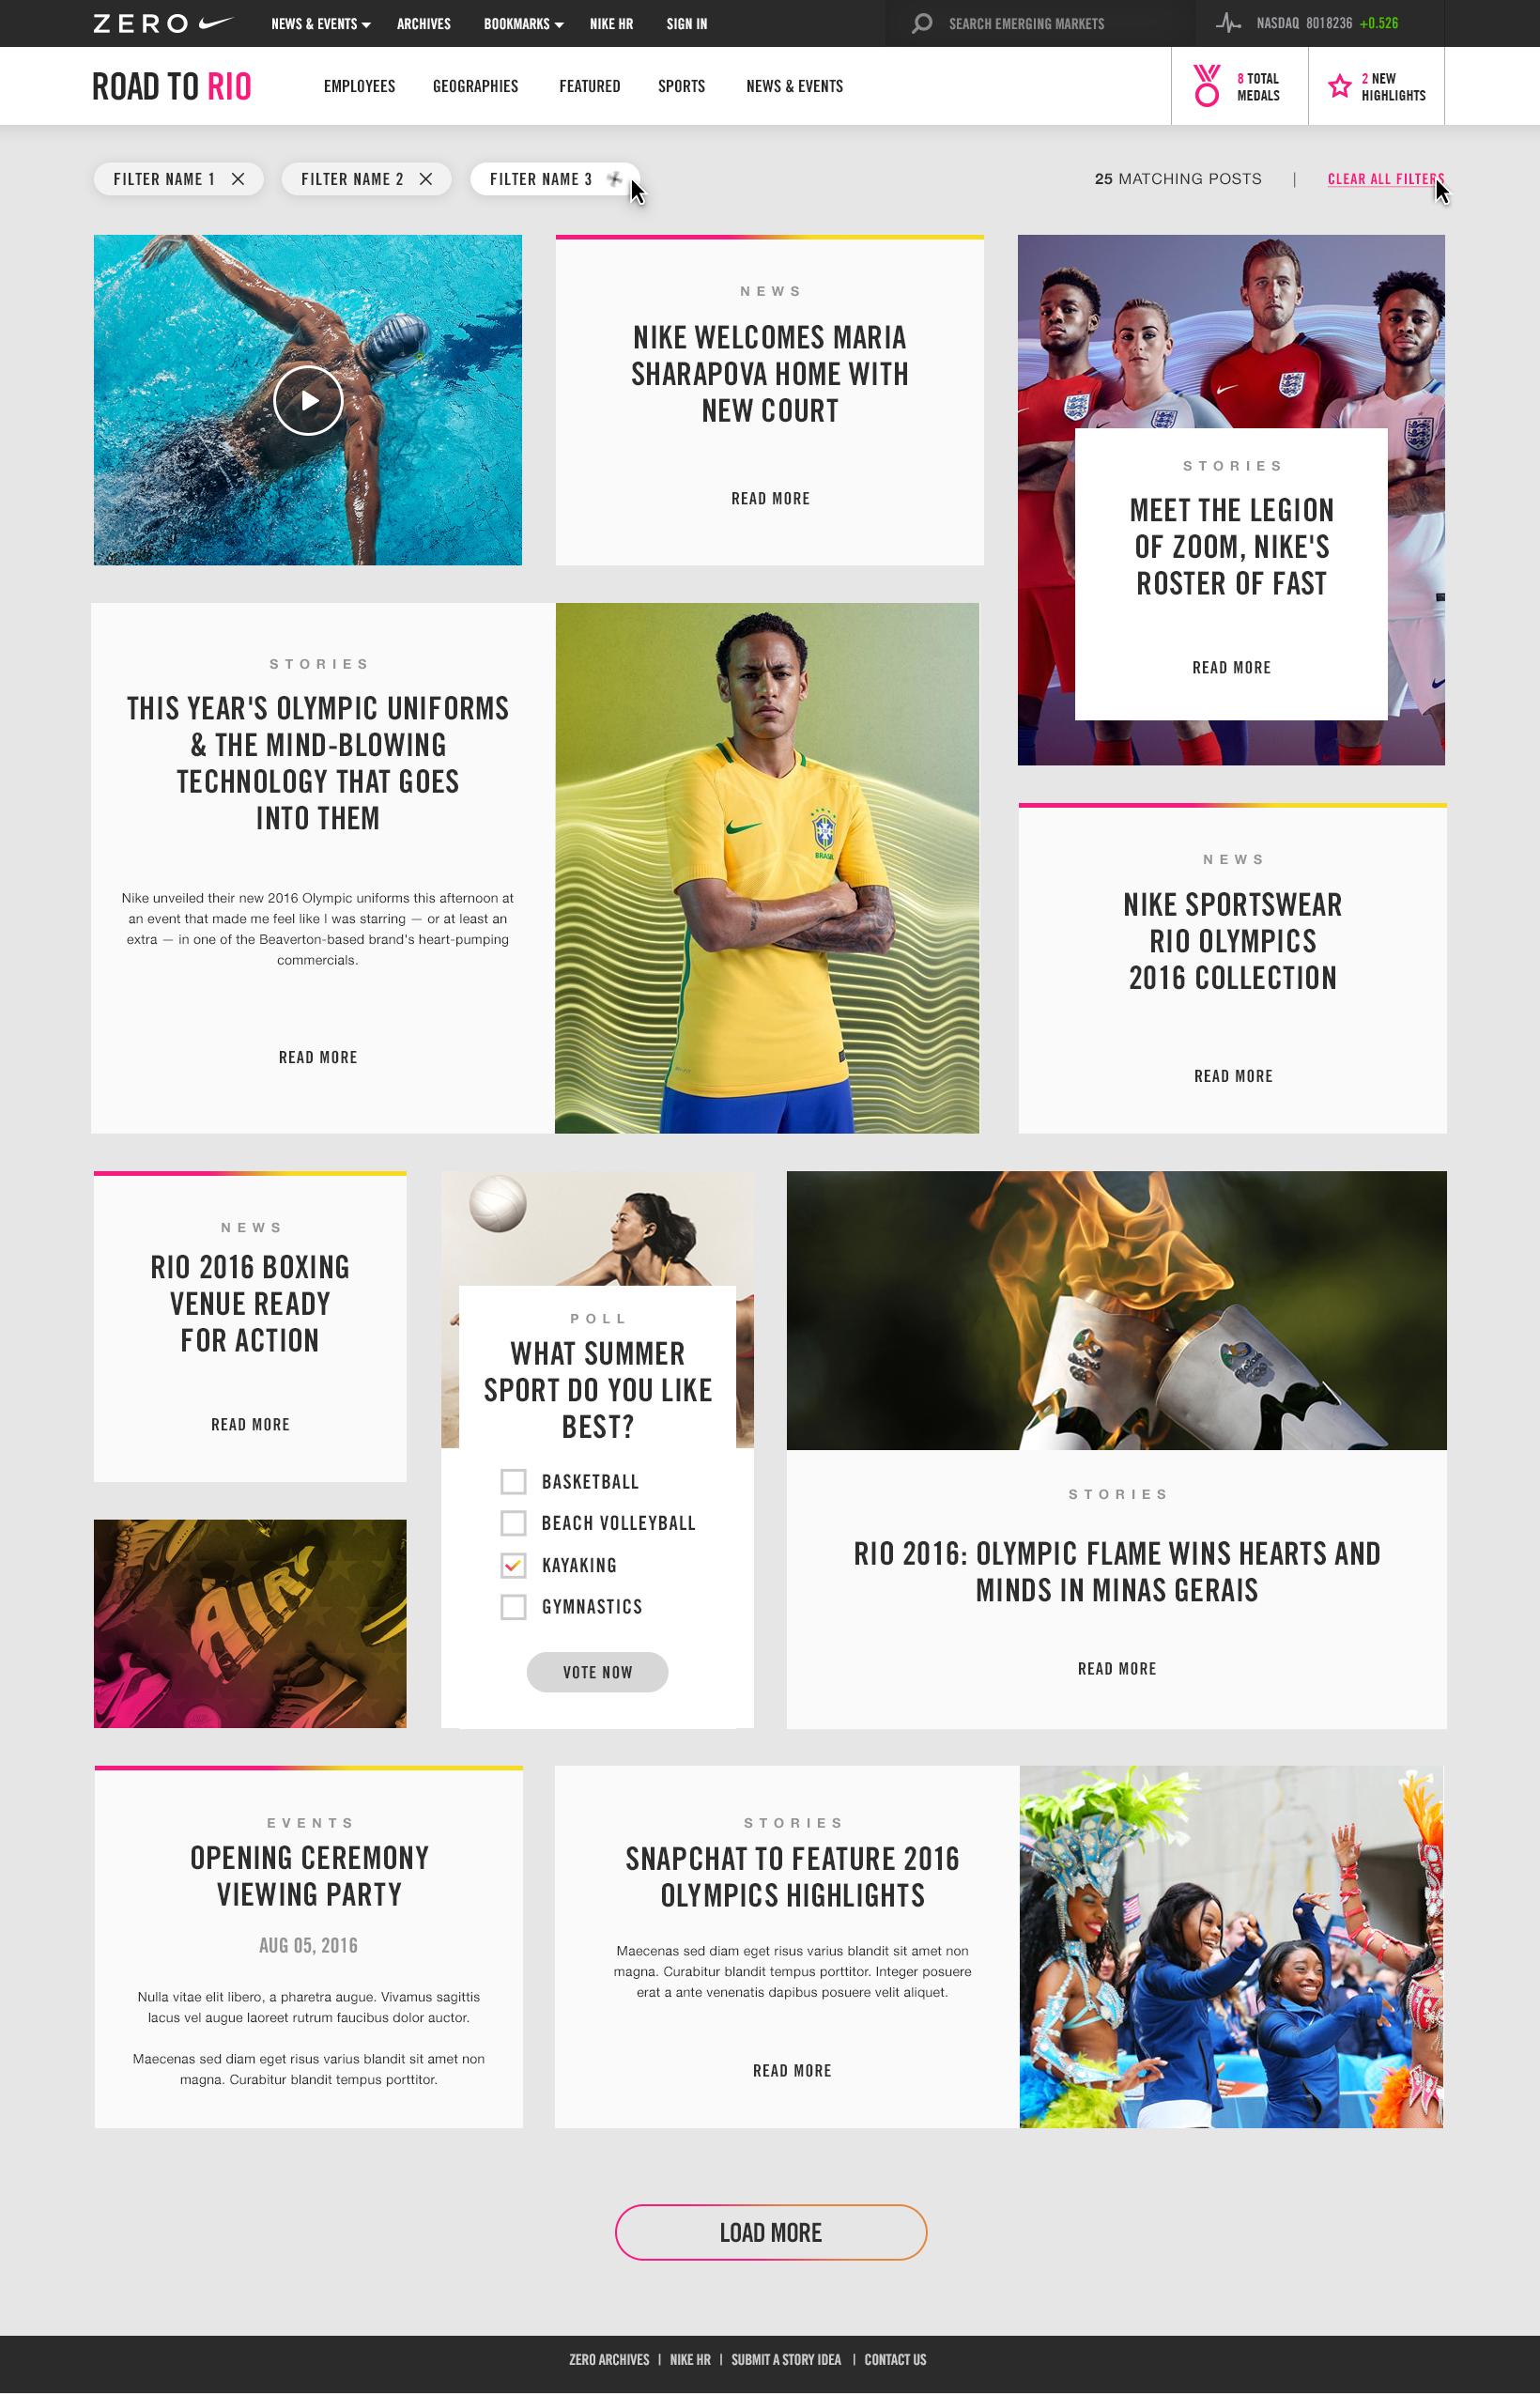 ZERO
NEWS & EVENTS
ARCHIVES
BOOKMARKS
NIKE HR
SIGN IN
SEARCH EMERGING MARKETS
NASDAQ 8018236 +0.526
ROAD TO RIO
EMPLOYEES
GEOGRAPHIES
FEATURED
SPORTS
NEWS & EVENTS
8 TOTAL
MEDALS
2 NEW
HIGHLIGHTS
FILTER NAME 1
FILTER NAME 2
FILTER NAME 3
25 MATCHING POSTS
|
CLEAR ALL FILTERS
NEWS
NIKE WELCOMES MARIA
SHARAPOVA HOME WITH
NEW COURT
READ MORE
STORIES
MEET THE LEGION
OF ZOOM, NIKE'S
ROSTER OF FAST
READ MORE
STORIES
THIS YEAR'S OLYMPIC UNIFORMS
& THE MIND-BLOWING
TECHNOLOGY THAT GOES
INTO THEM
Nike unveiled their new 2016 Olympic uniforms this afternoon at
an event that made me feel like I was starring — or at least an
extra — in one of the Beaverton-based brand's heart-pumping
commercials.
READ MORE
BRASIL
NEWS
NIKE SPORTSWEAR
RIO OLYMPICS
2016 COLLECTION
READ MORE
NEWS
RIO 2016 BOXING
VENUE READY
FOR ACTION
READ MORE
AIR
POLL
WHAT SUMMER
SPORT DO YOU LIKE
BEST?
BASKETBALL
BEACH VOLLEYBALL
KAYAKING
GYMNASTICS
VOTE NOW
STORIES
RIO 2016: OLYMPIC FLAME WINS HEARTS AND
MINDS IN MINAS GERAIS
READ MORE
EVENTS
OPENING CEREMONY
VIEWING PARTY
AUG 05, 2016
Nulla vitae elit libero, a pharetra augue. Vivamus sagittis
lacus vel augue laoreet rutrum faucibus dolor auctor.
Maecenas sed diam eget risus varius blandit sit amet non
magna. Curabitur blandit tempus porttitor.
STORIES
SNAPCHAT TO FEATURE 2016
OLYMPICS HIGHLIGHTS
Maecenas sed diam eget risus varius blandit sit amet non
magna. Curabitur blandit tempus porttitor. Integer posuere
erat a ante venenatis dapibus posuere velit aliquet.
READ MORE
LOAD MORE
ZERO ARCHIVES | NIKE HR | SUBMIT A STORY IDEA | CONTACT US